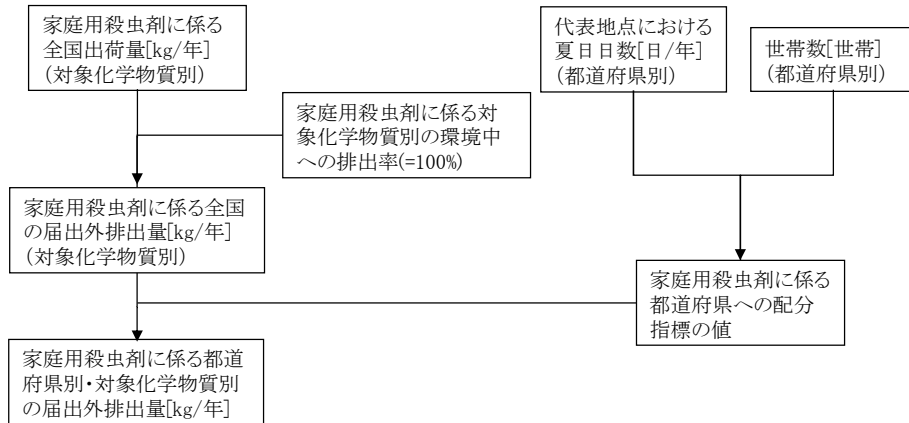 家庭用殺虫剤に係る
全国出荷量[kg/年]
(対象化学物質別)
代表地点における
夏日日数[日/年]
(都道府県別)
世帯数[世帯]
(都道府県別)
家庭用殺虫剤に係る対
象化学物質別の環境中
への排出率(=100%)
家庭用殺虫剤に係る全国
の届出外排出量[kg/年]
(対象化学物質別)
家庭用殺虫剤に係る
都道府県への配分
指標の値
家庭用殺虫剤に係る都道
府県別・対象化学物質別
の届出外排出量[kg/年]